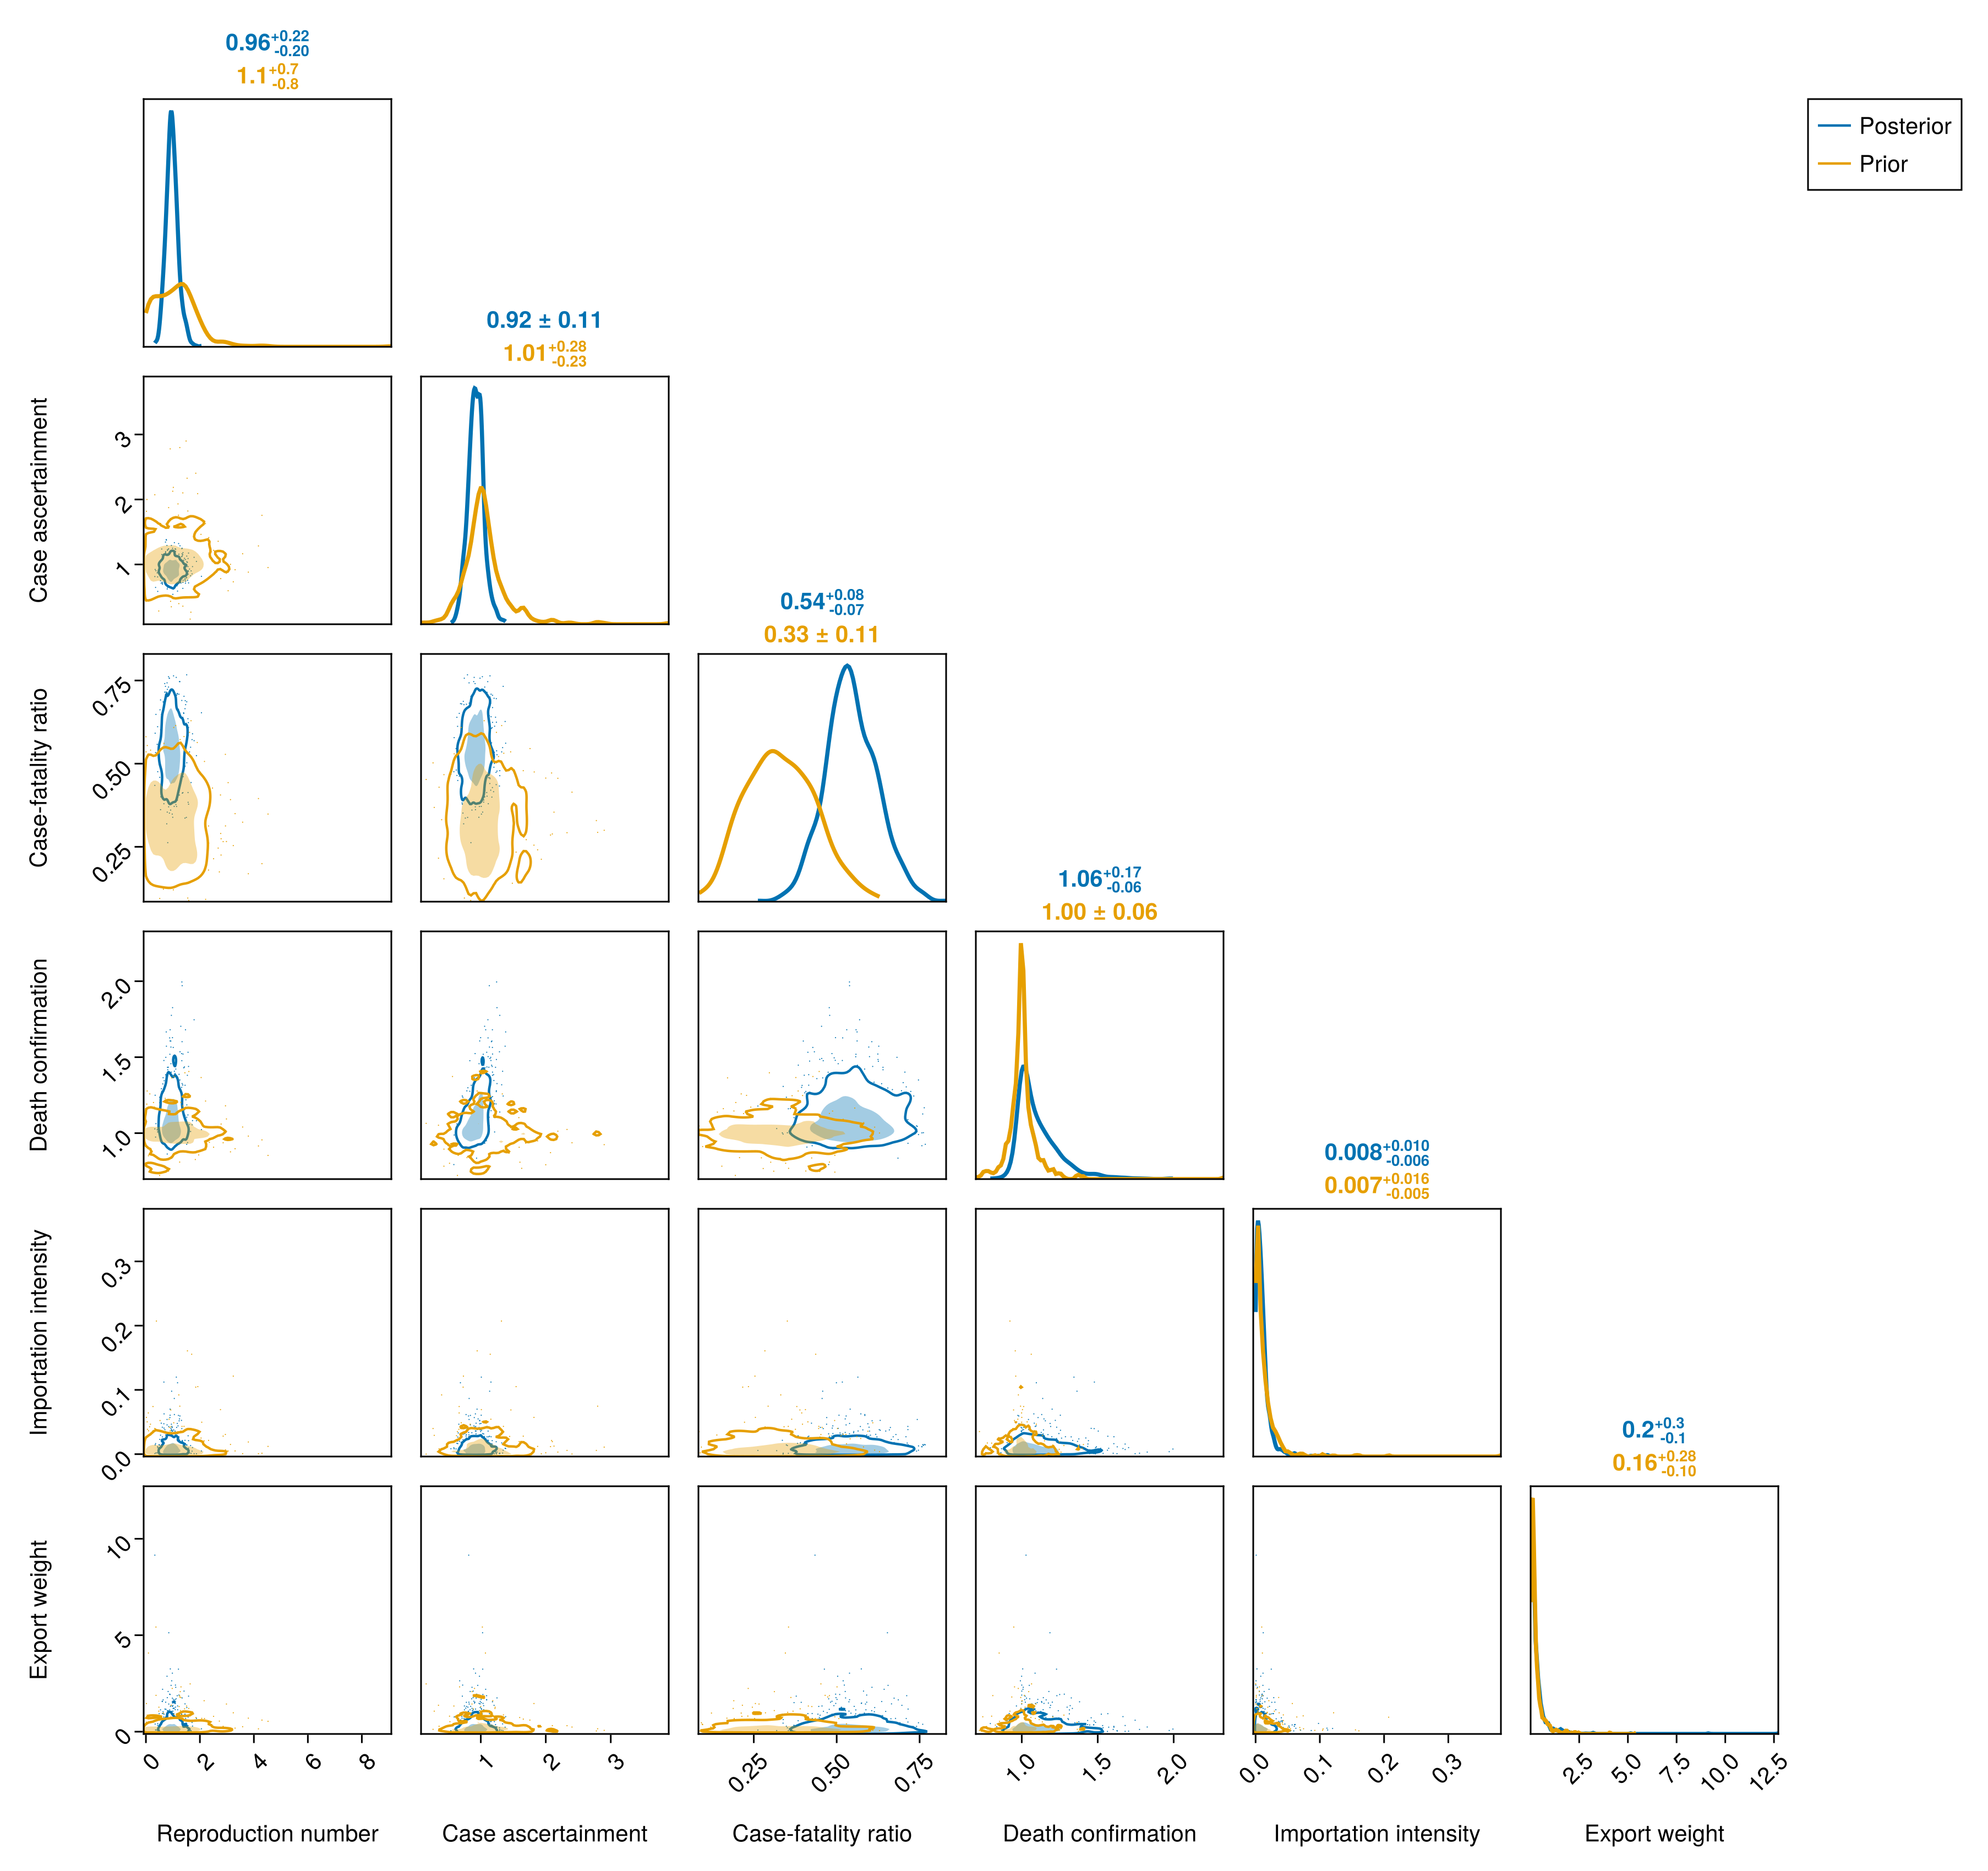 0.96+0.22-0.20
1.1+0.7-0.8
Posterior
Prior
0.92 ± 0.11
1.01+0.28-0.23
Case ascertainment
3
2
1
0.54+0.08-0.07
0.33 ± 0.11
Case-fatality ratio
0.75
0.50
0.25
1.06+0.17-0.06
1.00 ± 0.06
Death confirmation
2.0
1.5
1.0
0.008+0.010-0.006
0.007+0.016-0.005
Importation intensity
0.3
0.2
0.1
0.0
0.2+0.3-0.1
0.16+0.28-0.10
Export weight
10
5
0
0 2 4 6 8 1 2 3 0.25 0.50 0.75 1.0 1.5 2.0 0.0 0.1 0.2 0.3 2.5 5.0 7.5 10.0 12.5
Reproduction number Case ascertainment Case-fatality ratio Death confirmation Importation intensity Export weight